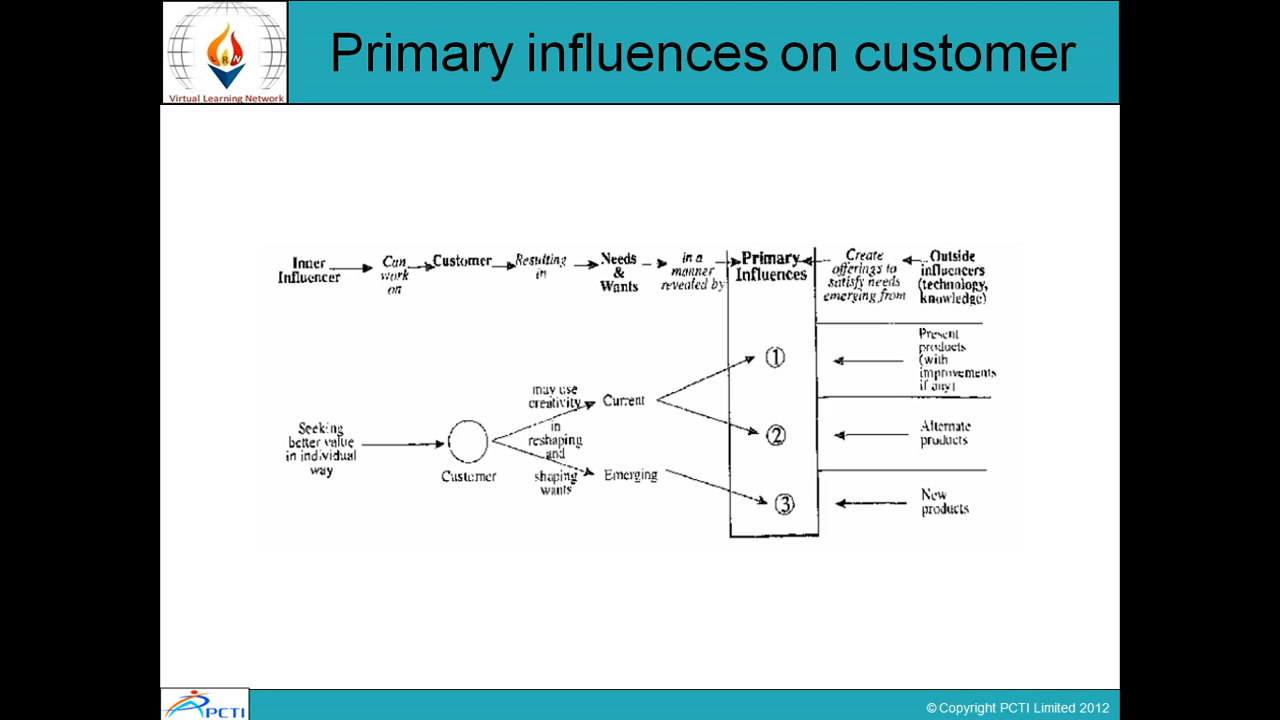 Primary influences on customer
LRN
Virtual Learning Network
Inner
Influencer
Can
work
on
Customer
Resulting
in
Needs
&
Wants
in a
manner
revealed by
Primary
Influences
Create
offerings to
satisfy needs
emerging from
Outside
influencers
(technology,
knowledge)
Seeking
better value
in individual
way
Customer
may use
creativity
in
reshaping
and
shaping
wants
Current
Emerging
1
2
3
Present
products
(with
improvements
if any)
Alternate
products
New
products
PCTI
© Copyright PCTI Limited 2012